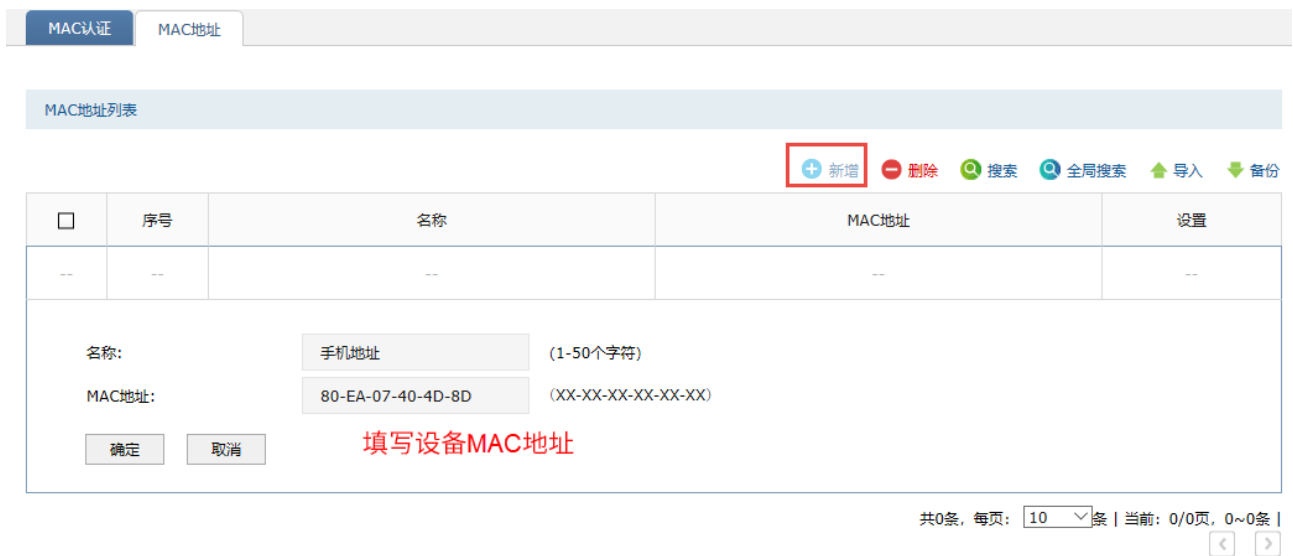 MAC认证 MAC地址
MAC地址列表
新增 删除 搜索 全局搜索 导入 备份
序号 名称 MAC地址 设置
-- -- -- -- --
名称: 手机地址 (1-50个字符)
MAC地址: 80-EA-07-40-4D-8D (XX-XX-XX-XX-XX-XX)
确定 取消 填写设备MAC地址
共0条, 每页: 10 条 | 当前: 0/0页, 0~0条 |
< >